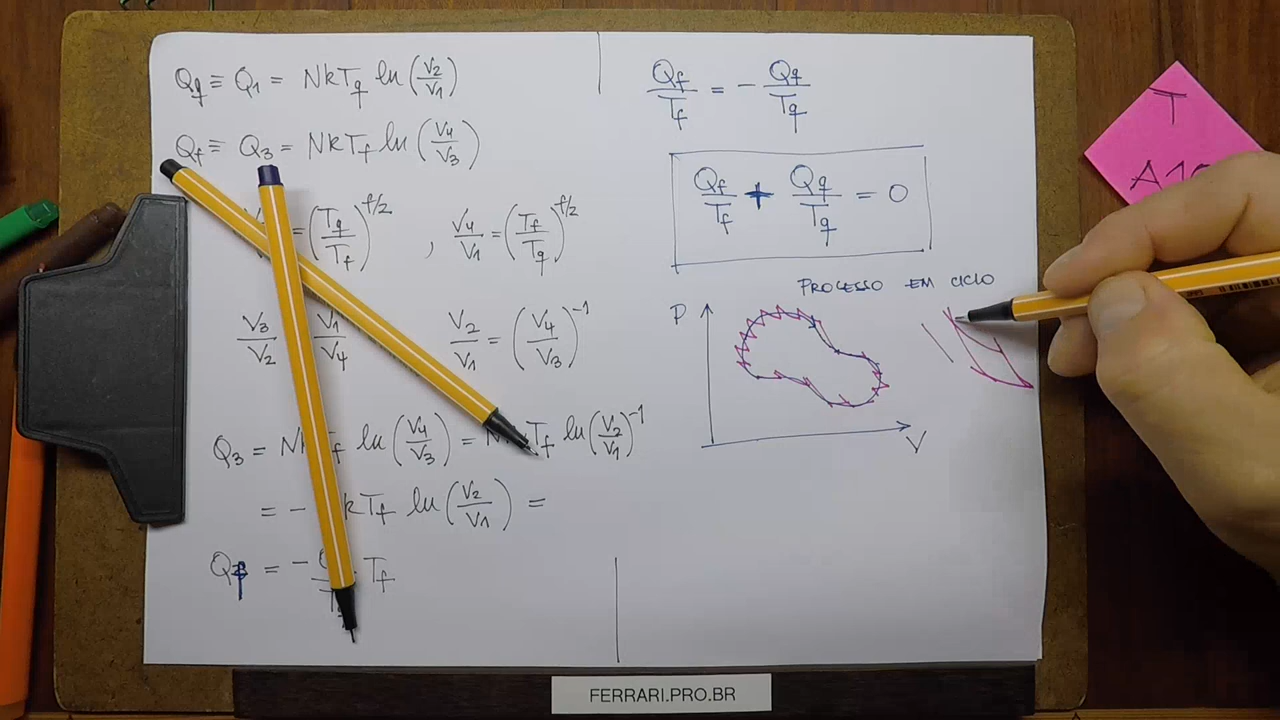 Qq ≡ Q1 = NkTq ln(V2/V1)
Qf ≡ Q3 = NkTf ln(V4/V3)
= (Tq/Tf)^f/2 , V4/V1 = (Tf/Tq)^f/2
V3/V2 V1/V4 V2/V1 = (V4/V3)^-1
Q3 = Tf ln(V4/V3) = Tf ln(V2/V1)^-1
= - kTf ln(V2/V1) =
Qf = - Tf
Qf/Tf = - Qq/Tq
Qf/Tf + Qq/Tq = 0
PROCESSO EM CICLO
P
V
T
FERRARI.PRO.BR